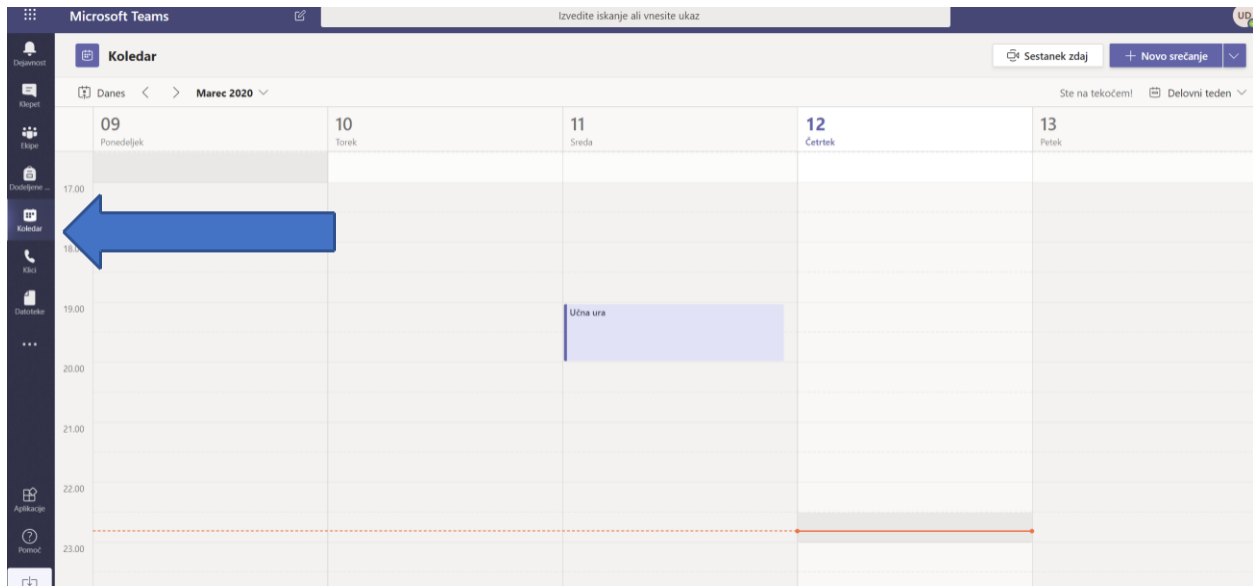 Microsoft Teams
Izvedite iskanje ali vnesite ukaz
UD
Dejavnost
Klepet
Ekipe
Dodeljene ...
Koledar
Klici
Datoteke
Aplikacije
Pomoč
Koledar
Sestanek zdaj
+ Novo srečanje
Danes
Marec 2020
Ste na tekočem!
Delovni teden
09
Ponedeljek
10
Torek
11
Sreda
12
Četrtek
13
Petek
17.00
18.00
19.00
Učna ura
20.00
21.00
22.00
23.00